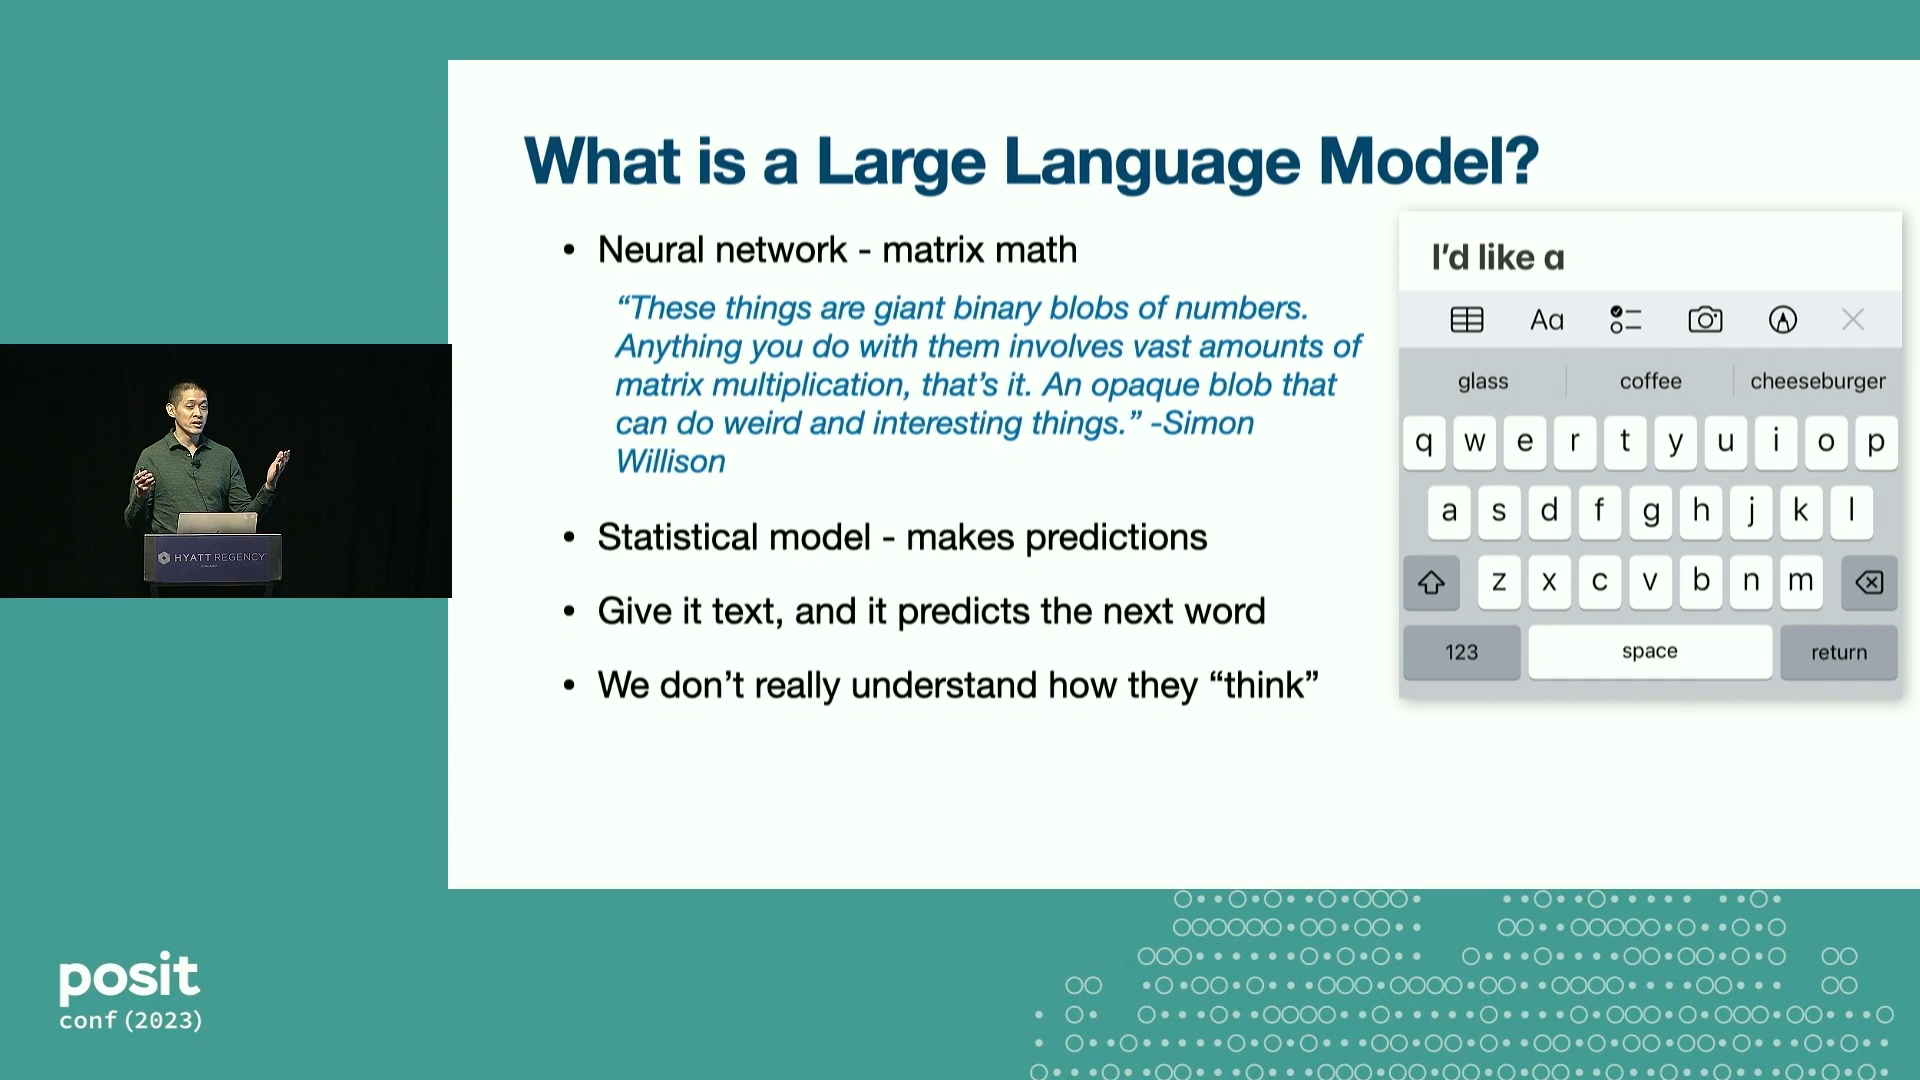 What is a Large Language Model?
• Neural network - matrix math
“These things are giant binary blobs of numbers.
Anything you do with them involves vast amounts of
matrix multiplication, that’s it. An opaque blob that
can do weird and interesting things.” -Simon
Willison
• Statistical model - makes predictions
• Give it text, and it predicts the next word
• We don’t really understand how they “think”
I’d like a
Aa
glass coffee cheeseburger
q w e r t y u i o p
a s d f g h j k l
z x c v b n m
123 space return
HYATT REGENCY
posit
conf (2023)